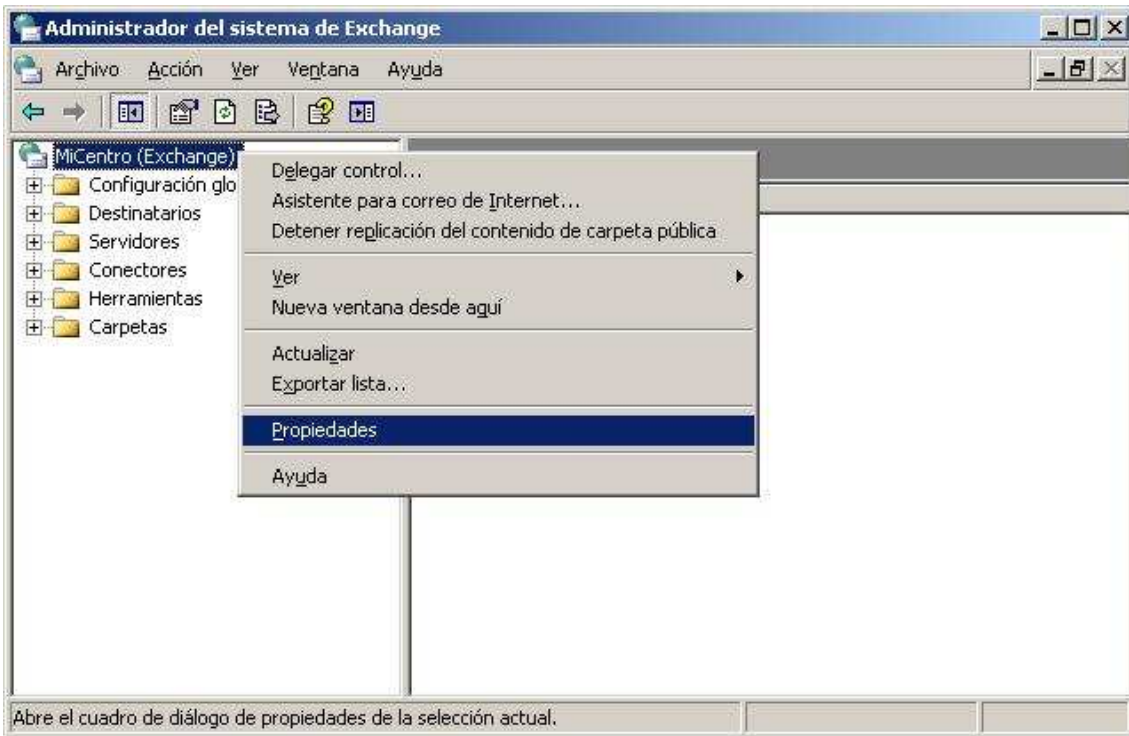 Administrador del sistema de Exchange
Archivo Acción Ver Ventana Ayuda
MiCentro (Exchange)
Configuración glo
Destinatarios
Servidores
Conectores
Herramientas
Carpetas
Delegar control...
Asistente para correo de Internet...
Detener replicación del contenido de carpeta pública
Ver
Nueva ventana desde aquí
Actualizar
Exportar lista...
Propiedades
Ayuda
Abre el cuadro de diálogo de propiedades de la selección actual.